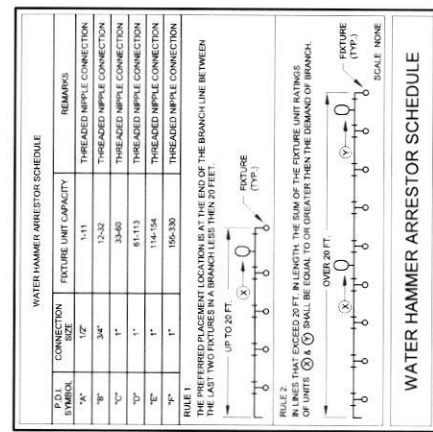 WATER HAMMER ARRESTOR SCHEDULE
P.D.I. SYMBOL CONNECTION SIZE FIXTURE UNIT CAPACITY REMARKS
"A" 1/2" 1-11 THREADED NIPPLE CONNECTION
"B" 3/4" 12-32 THREADED NIPPLE CONNECTION
"C" 1" 33-60 THREADED NIPPLE CONNECTION
"D" 1" 61-113 THREADED NIPPLE CONNECTION
"E" 1" 114-154 THREADED NIPPLE CONNECTION
"F" 1" 155-330 THREADED NIPPLE CONNECTION
RULE 1:
THE PREFERRED PLACEMENT LOCATION IS AT THE END OF THE BRANCH LINE BETWEEN
THE LAST TWO FIXTURES IN A BRANCH LESS THEN 20 FEET.
UP TO 20 FT.
X
FIXTURE
(TYP.)
RULE 2:
IN LINES THAT EXCEED 20 FT. IN LENGTH. THE SUM OF THE FIXTURE UNIT RATINGS
OF UNITS X & Y SHALL BE EQUAL TO OR GREATER THEN THE DEMAND OF BRANCH.
OVER 20 FT.
X
Y
FIXTURE
(TYP.)
SCALE: NONE
WATER HAMMER ARRESTOR SCHEDULE